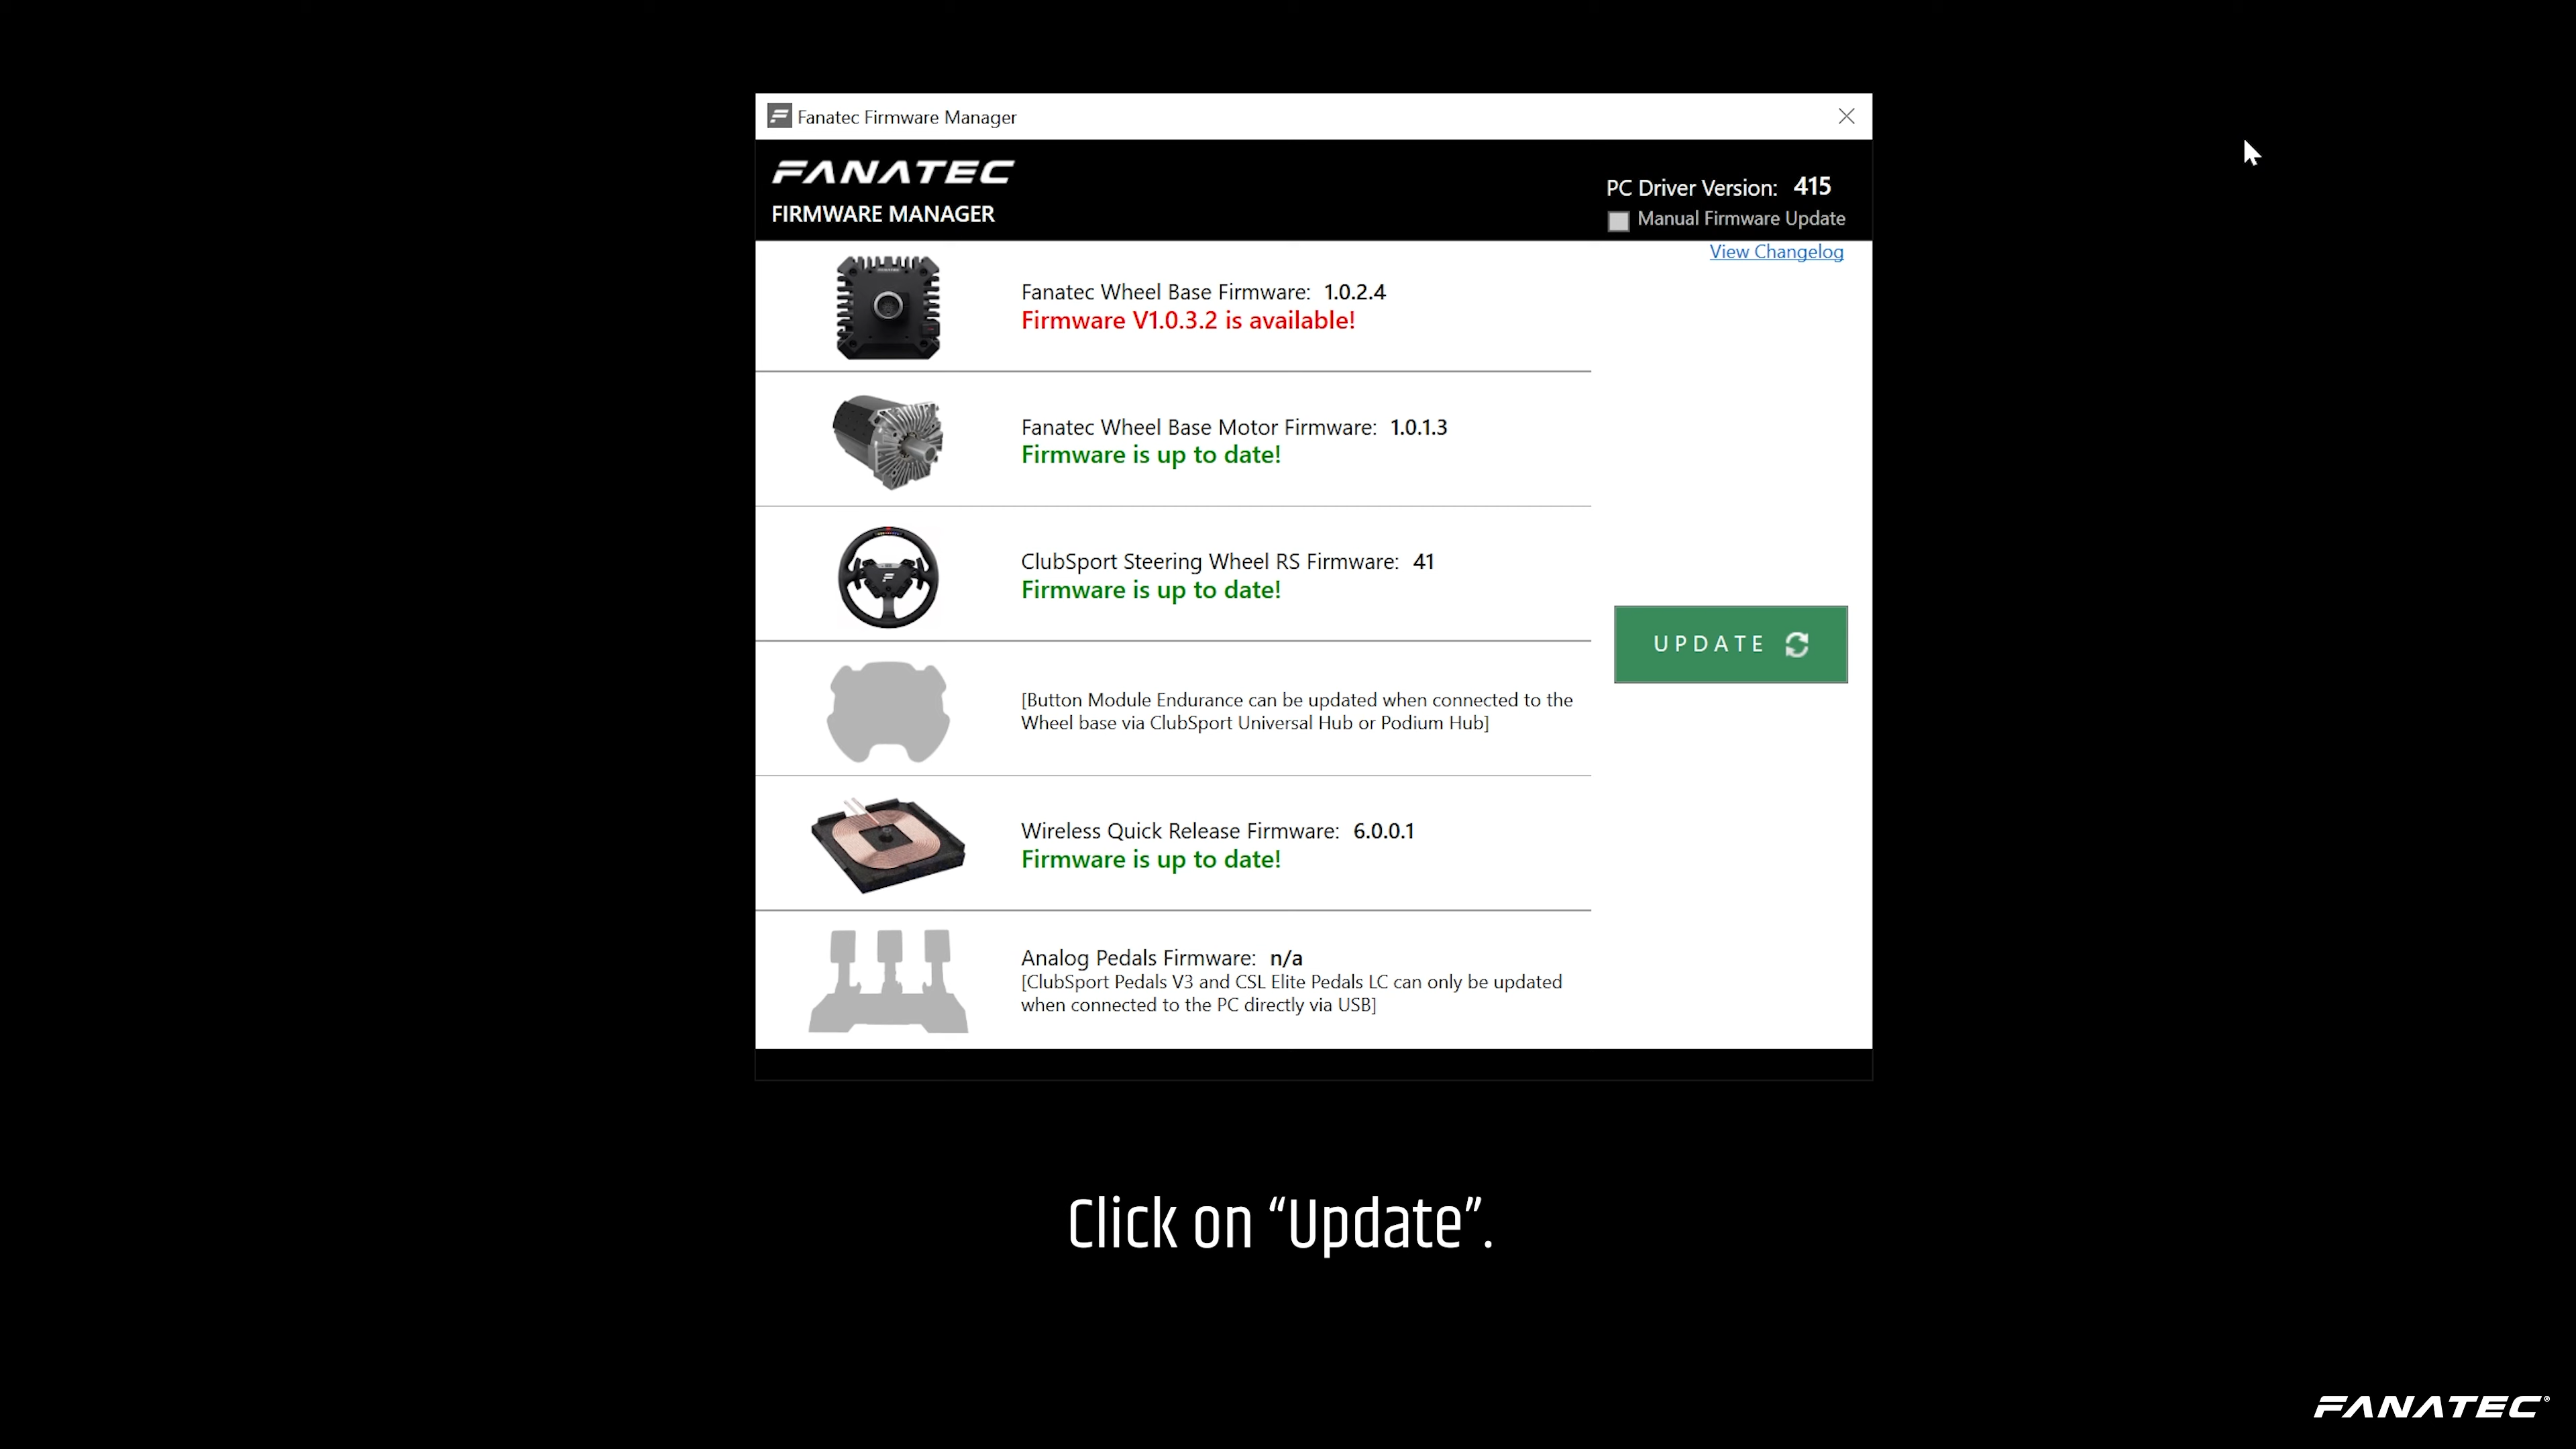 Fanatec Firmware Manager
FANATEC
FIRMWARE MANAGER
PC Driver Version: 415
Manual Firmware Update
View Changelog
Fanatec Wheel Base Firmware: 1.0.2.4
Firmware V1.0.3.2 is available!
Fanatec Wheel Base Motor Firmware: 1.0.1.3
Firmware is up to date!
ClubSport Steering Wheel RS Firmware: 41
Firmware is up to date!
UPDATE
[Button Module Endurance can be updated when connected to the
Wheel base via ClubSport Universal Hub or Podium Hub]
Wireless Quick Release Firmware: 6.0.0.1
Firmware is up to date!
Analog Pedals Firmware: n/a
[ClubSport Pedals V3 and CSL Elite Pedals LC can only be updated
when connected to the PC directly via USB]
Click on “Update”.
FANATEC®